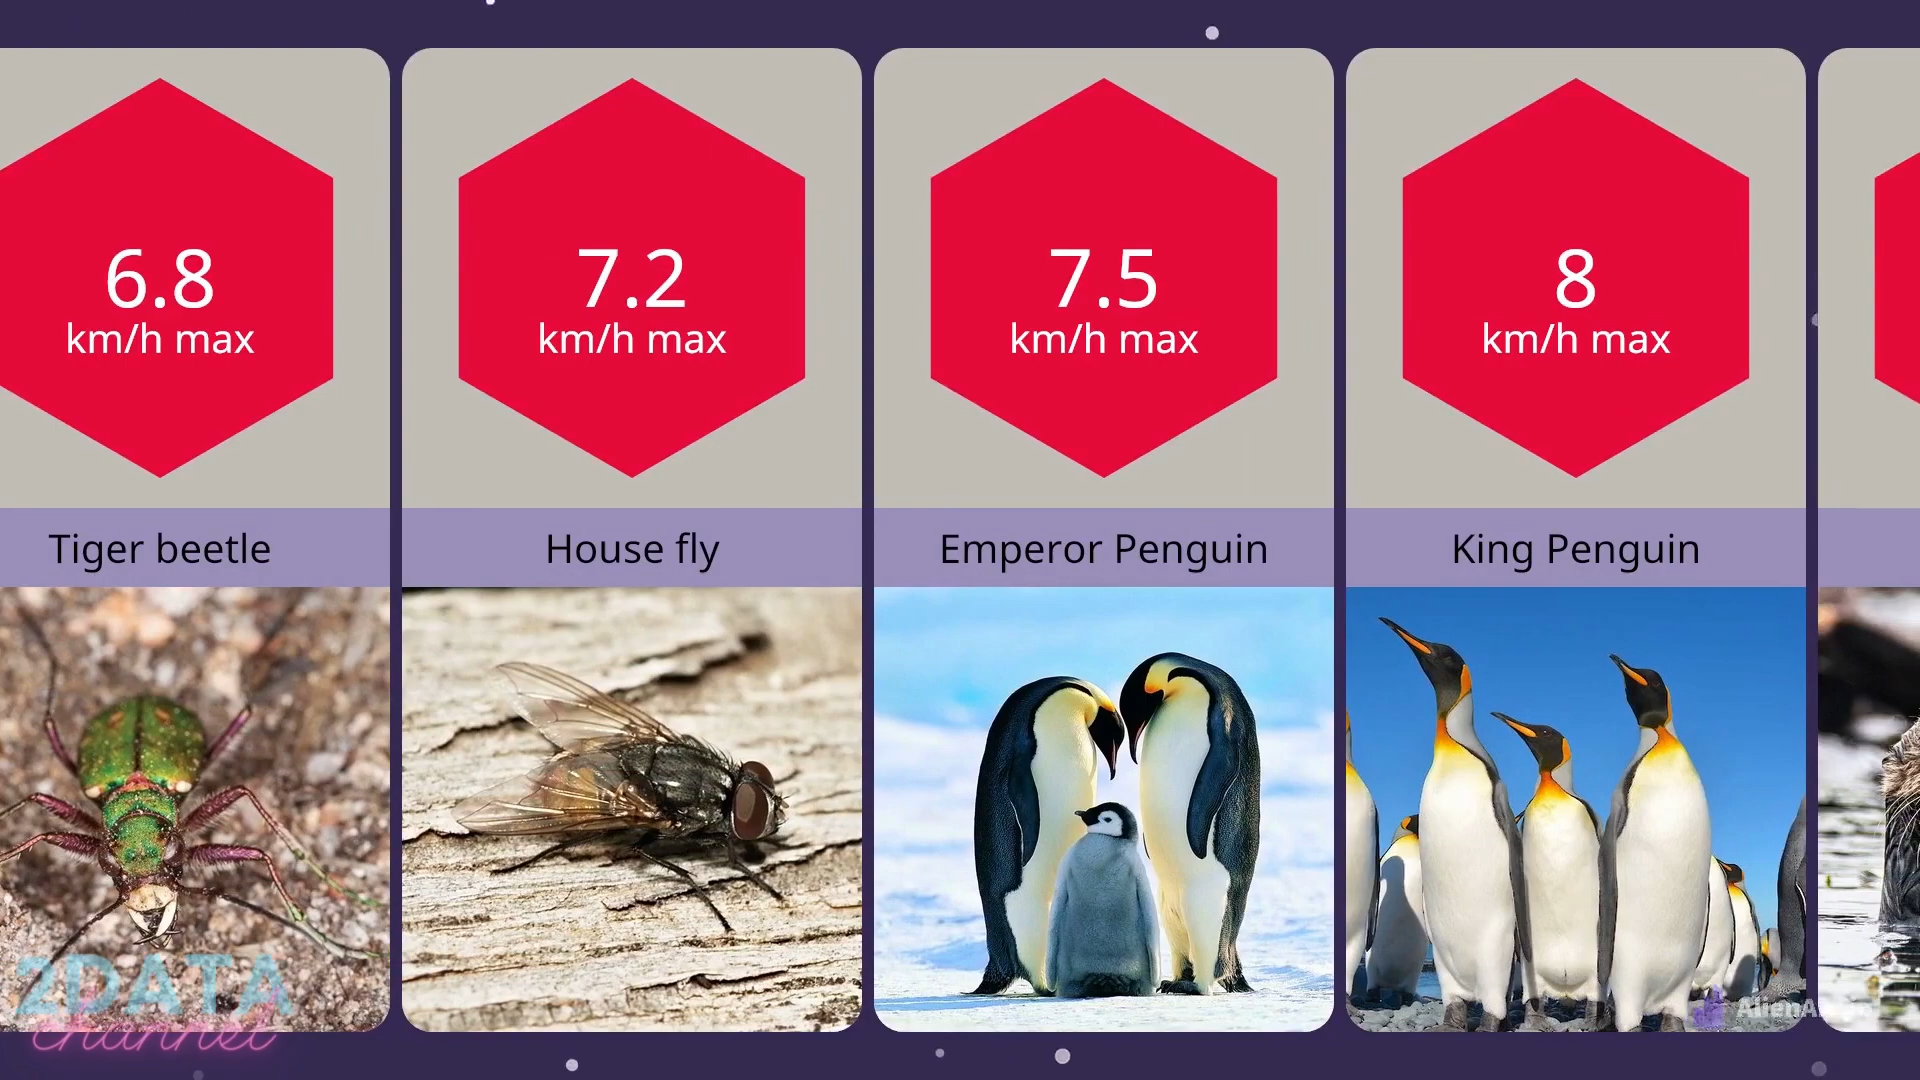 6.8
km/h max
Tiger beetle
7.2
km/h max
House fly
7.5
km/h max
Emperor Penguin
8
km/h max
King Penguin
2DATA
channel